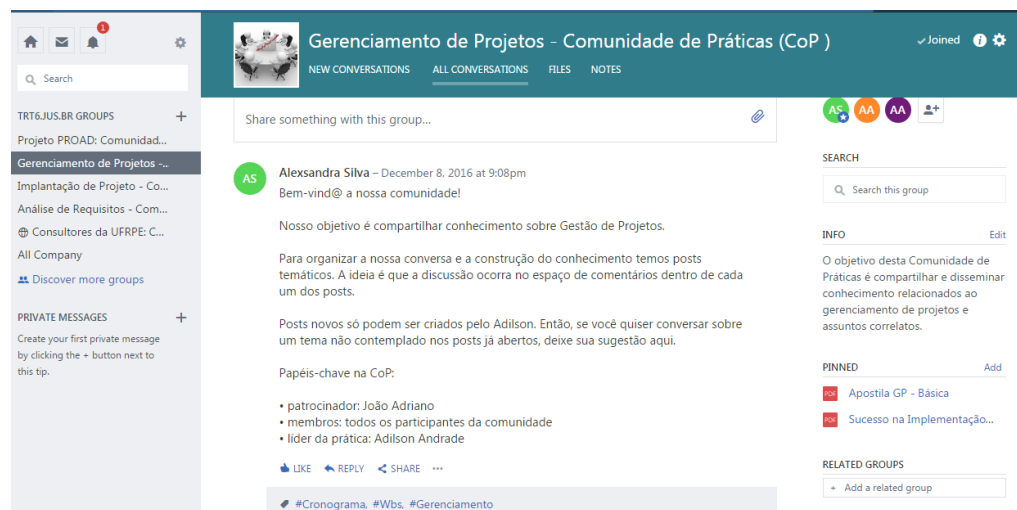 1
Search
TRT6.JUS.BR GROUPS +
Projeto PROAD: Comunidad...
Gerenciamento de Projetos -...
Implantação de Projeto - Co...
Análise de Requisitos - Com...
Consultores da UFRPE: C...
All Company
Discover more groups
PRIVATE MESSAGES +
Create your first private message
by clicking the + button next to
this tip.
Gerenciamento de Projetos - Comunidade de Práticas (CoP )
Joined
NEW CONVERSATIONS ALL CONVERSATIONS FILES NOTES
Share something with this group...
AS
Alexsandra Silva – December 8, 2016 at 9:08pm
Bem-vind@ a nossa comunidade!
Nosso objetivo é compartilhar conhecimento sobre Gestão de Projetos.
Para organizar a nossa conversa e a construção do conhecimento temos posts
temáticos. A ideia é que a discussão ocorra no espaço de comentários dentro de cada
um dos posts.
Posts novos só podem ser criados pelo Adilson. Então, se você quiser conversar sobre
um tema não contemplado nos posts já abertos, deixe sua sugestão aqui.
Papéis-chave na CoP:
• patrocinador: João Adriano
• membros: todos os participantes da comunidade
• líder da prática: Adilson Andrade
LIKE REPLY SHARE
#Cronograma, #Wbs, #Gerenciamento
AS AA AA
SEARCH
Search this group
INFO Edit
O objetivo desta Comunidade de
Práticas é compartilhar e disseminar
conhecimento relacionados ao
gerenciamento de projetos e
assuntos correlatos.
PINNED Add
PDF Apostila GP - Básica
PDF Sucesso na Implementação...
RELATED GROUPS
+ Add a related group